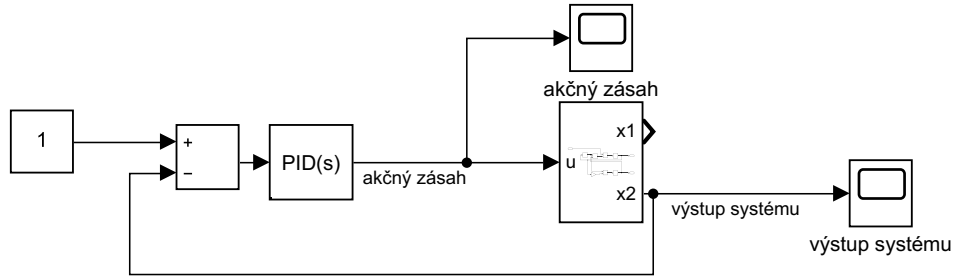 akčný zásah
1
+
−
PID(s)
akčný zásah
u
x1
x2
výstup systému
výstup systému